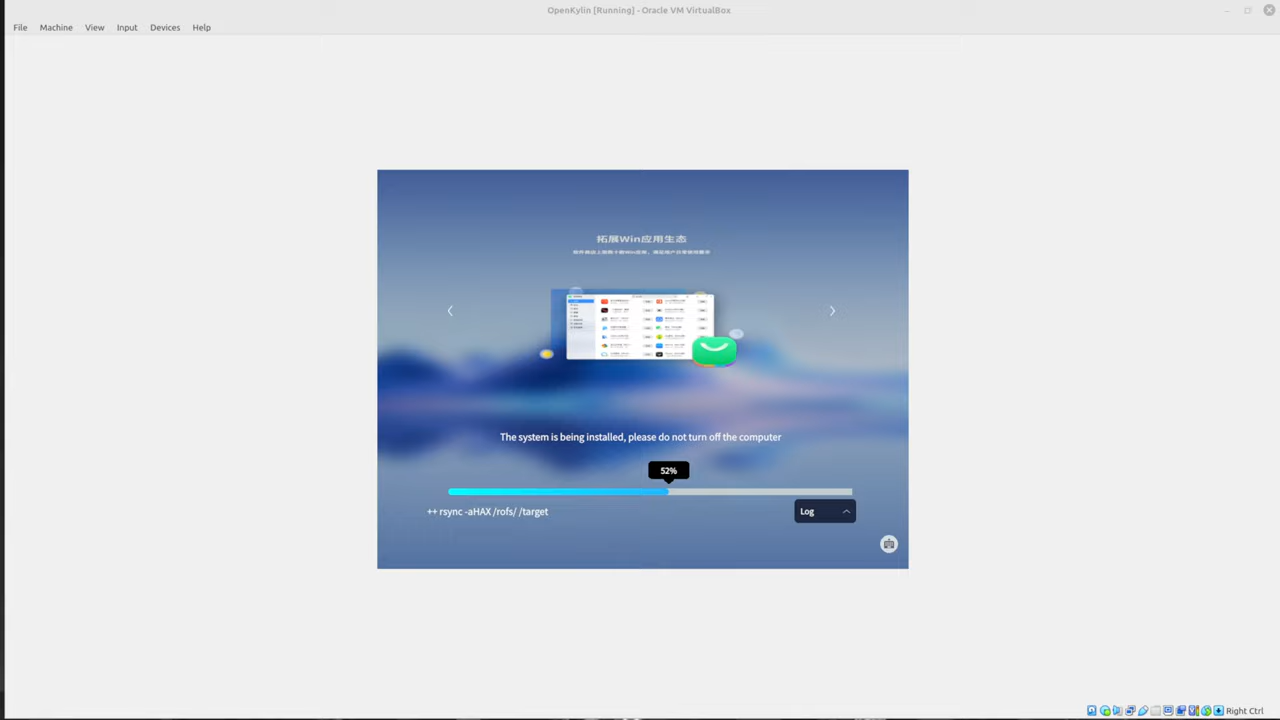 OpenKylin [Running] - Oracle VM VirtualBox
File Machine View Input Devices Help
拓展Win应用生态
The system is being installed, please do not turn off the computer
52%
++ rsync -aHAX /rofs/ /target
Log
Right Ctrl